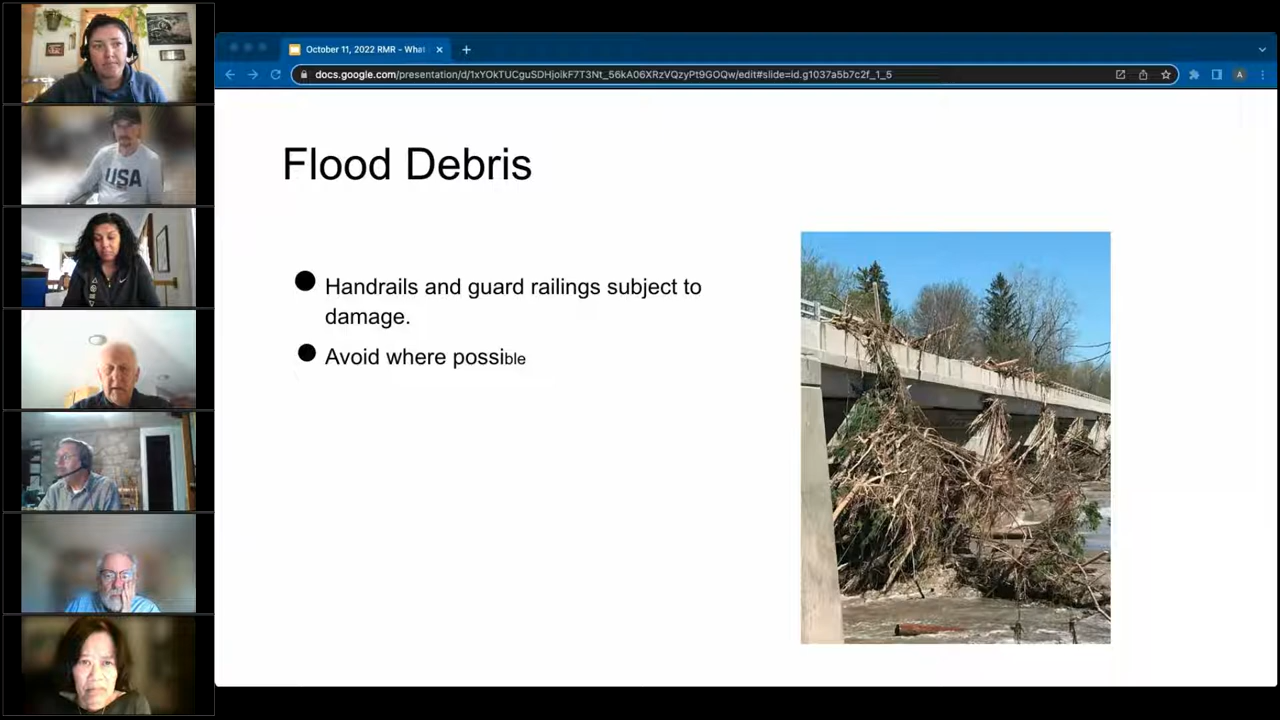 USA
October 11, 2022 RMR - What
docs.google.com/presentation/d/1xYOkTUCguSDHjoikF7T3Nt_56kA06XRzVQzyPt9GOQw/edit#slide=id.g1037a5b7c2f_1_5
A
Flood Debris
Handrails and guard railings subject to
damage.
Avoid where possible